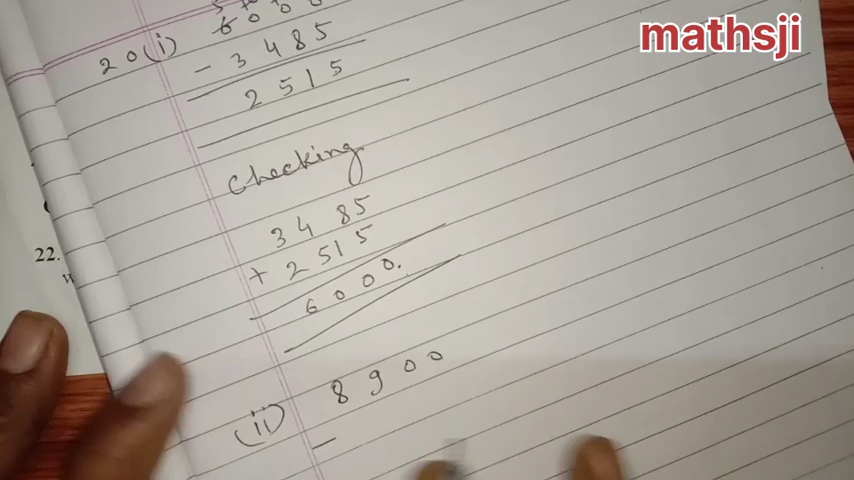 mathsji
20 (i) 6000
- 3485
2515
Checking
3485
+ 2515
6000.
22.
(ii) 8900
-